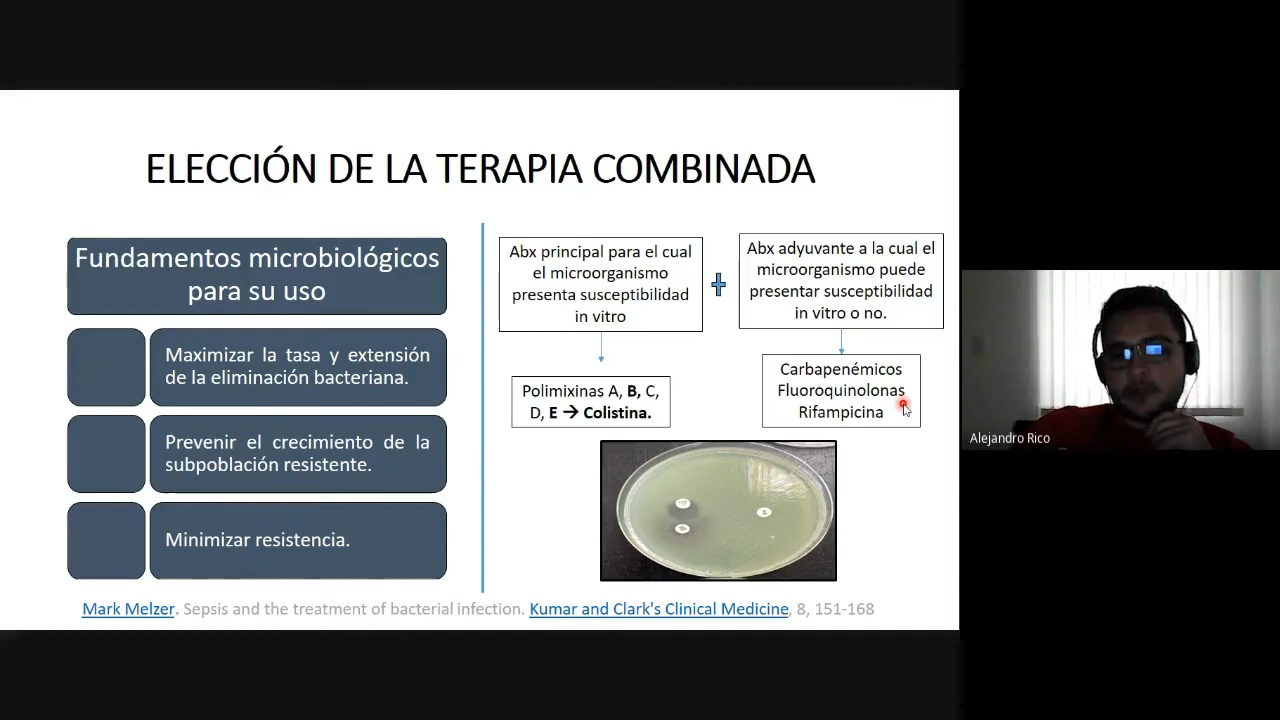 ELECCIÓN DE LA TERAPIA COMBINADA
Fundamentos microbiológicos
para su uso
Maximizar la tasa y extensión
de la eliminación bacteriana.
Prevenir el crecimiento de la
subpoblación resistente.
Minimizar resistencia.
Abx principal para el cual
el microorganismo
presenta susceptibilidad
in vitro
Abx adyuvante a la cual el
microorganismo puede
presentar susceptibilidad
in vitro o no.
Polimixinas A, B, C,
D, E → Colistina.
Carbapenémicos
Fluoroquinolonas
Rifampicina
Mark Melzer. Sepsis and the treatment of bacterial infection. Kumar and Clark's Clinical Medicine, 8, 151-168
Alejandro Rico